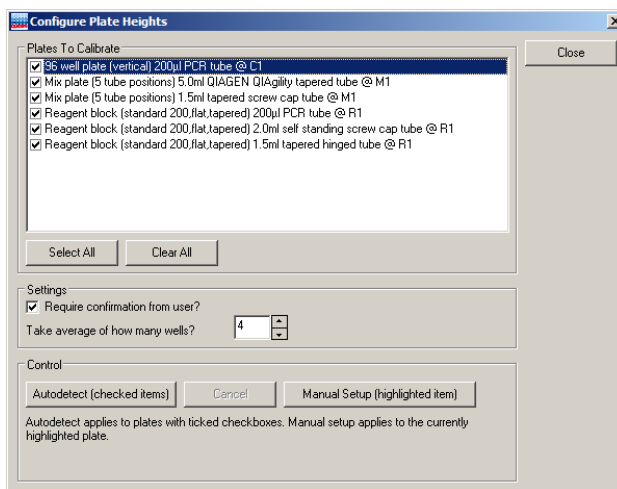 Configure Plate Heights
Plates To Calibrate
Close
96 well plate (vertical) 200µl PCR tube @ C1
Mix plate (5 tube positions) 5.0ml QIAGEN QIAgility tapered tube @ M1
Mix plate (5 tube positions) 1.5ml tapered screw cap tube @ M1
Reagent block (standard 200,flat,tapered) 200µl PCR tube @ R1
Reagent block (standard 200,flat,tapered) 2.0ml self standing screw cap tube @ R1
Reagent block (standard 200,flat,tapered) 1.5ml tapered hinged tube @ R1
Select All Clear All
Settings
Require confirmation from user?
Take average of how many wells? 4
Control
Autodetect (checked items) Cancel Manual Setup (highlighted item)
Autodetect applies to plates with ticked checkboxes. Manual setup applies to the currently
highlighted plate.